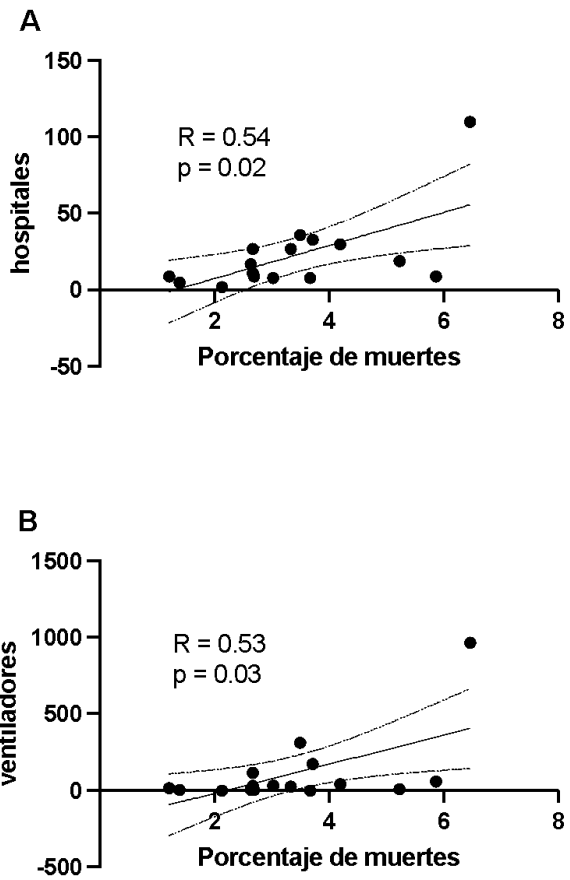 A
150
100
50
0
-50
hospitales
R = 0.54
p = 0.02
2 4 6 8
Porcentaje de muertes
B
1500
1000
500
0
-500
ventiladores
R = 0.53
p = 0.03
2 4 6 8
Porcentaje de muertes